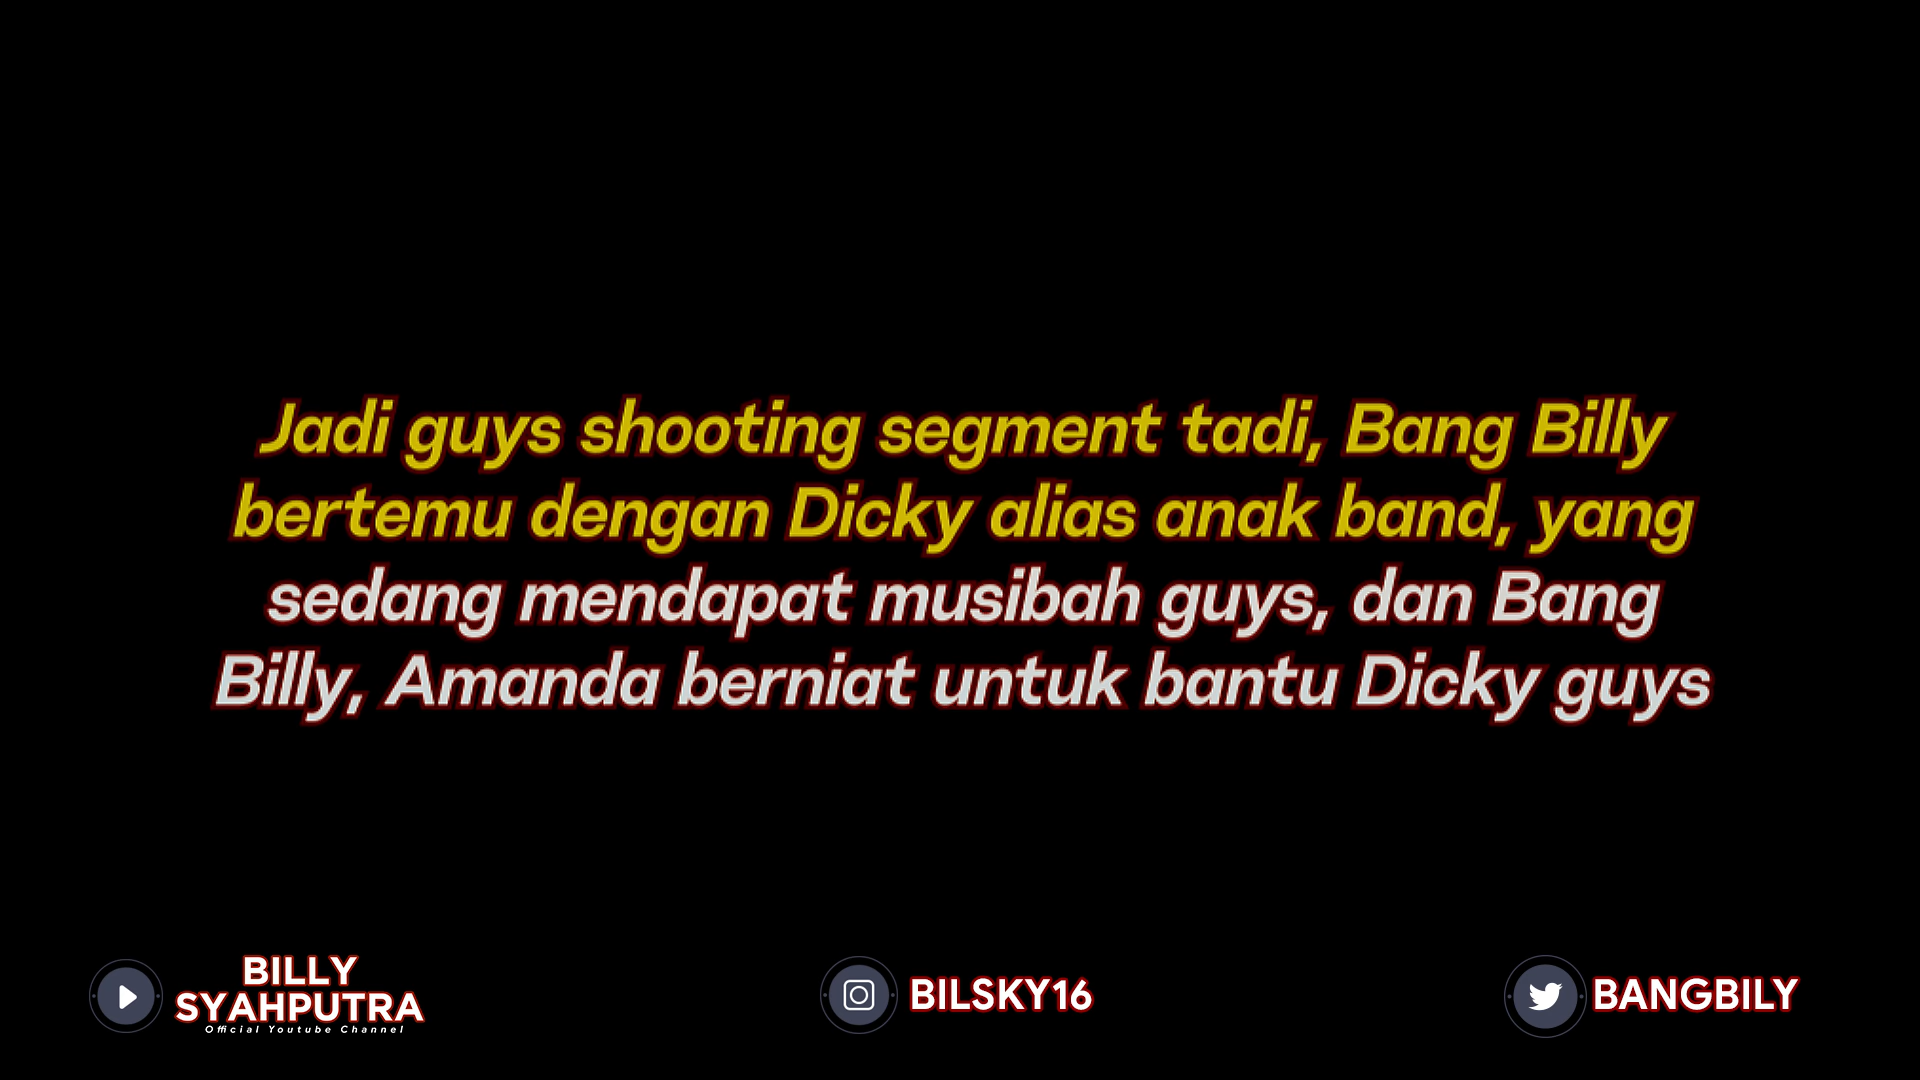 Jadi guys shooting segment tadi, Bang Billy
bertemu dengan Dicky alias anak band, yang
sedang mendapat musibah guys, dan Bang
Billy, Amanda berniat untuk bantu Dicky guys
BILLY
SYAHPUTRA
Official Youtube Channel
BILSKY16
BANGBILY